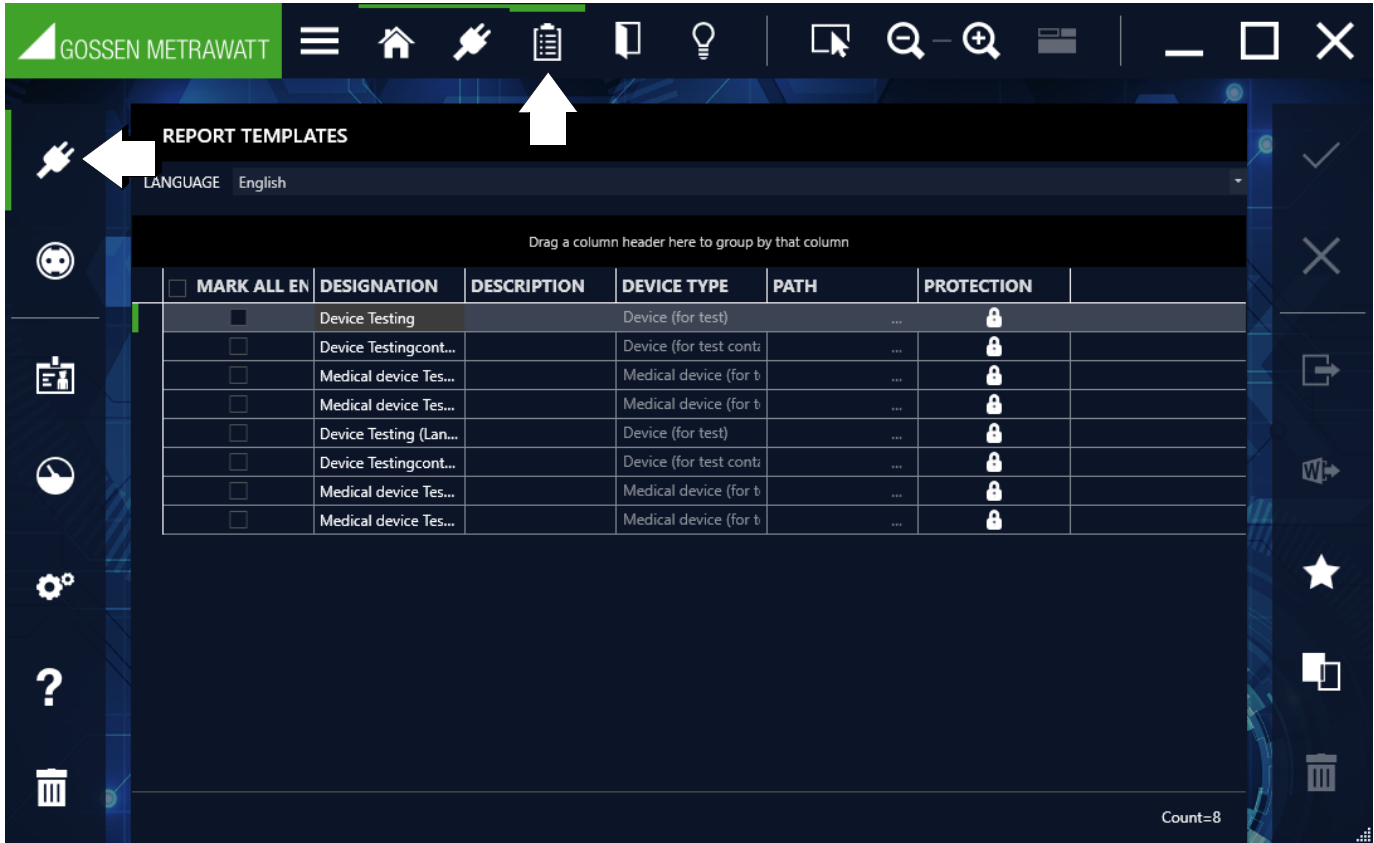 GOSSEN METRAWATT
REPORT TEMPLATES
LANGUAGE English
Drag a column header here to group by that column
MARK ALL EN DESIGNATION DESCRIPTION DEVICE TYPE PATH PROTECTION
Device Testing Device (for test) ...
Device Testingcont... Device (for test conta ...
Medical device Tes... Medical device (for t ...
Medical device Tes... Medical device (for t ...
Device Testing (Lan... Device (for test) ...
Device Testingcont... Device (for test conta ...
Medical device Tes... Medical device (for t ...
Medical device Tes... Medical device (for t ...
W
?
Count=8